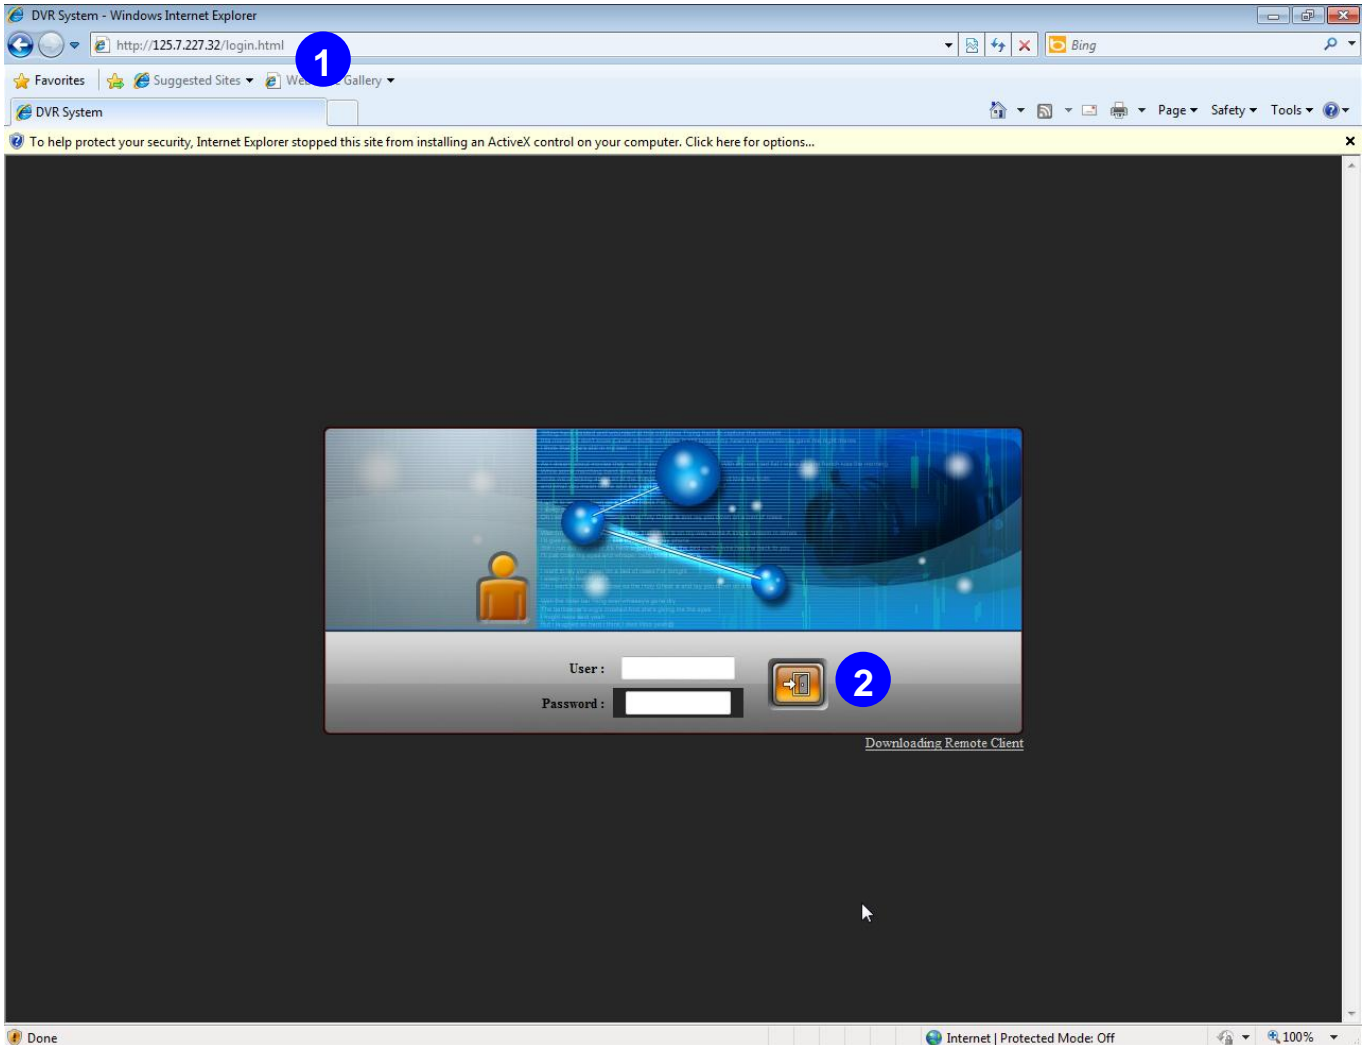 DVR System - Windows Internet Explorer
http://125.7.227.32/login.html
Bing
1
Favorites
Suggested Sites
Gallery
DVR System
Page
Safety
Tools
To help protect your security, Internet Explorer stopped this site from installing an ActiveX control on your computer. Click here for options...
User :
Password :
2
Downloading Remote Client
Done
Internet | Protected Mode: Off
100%